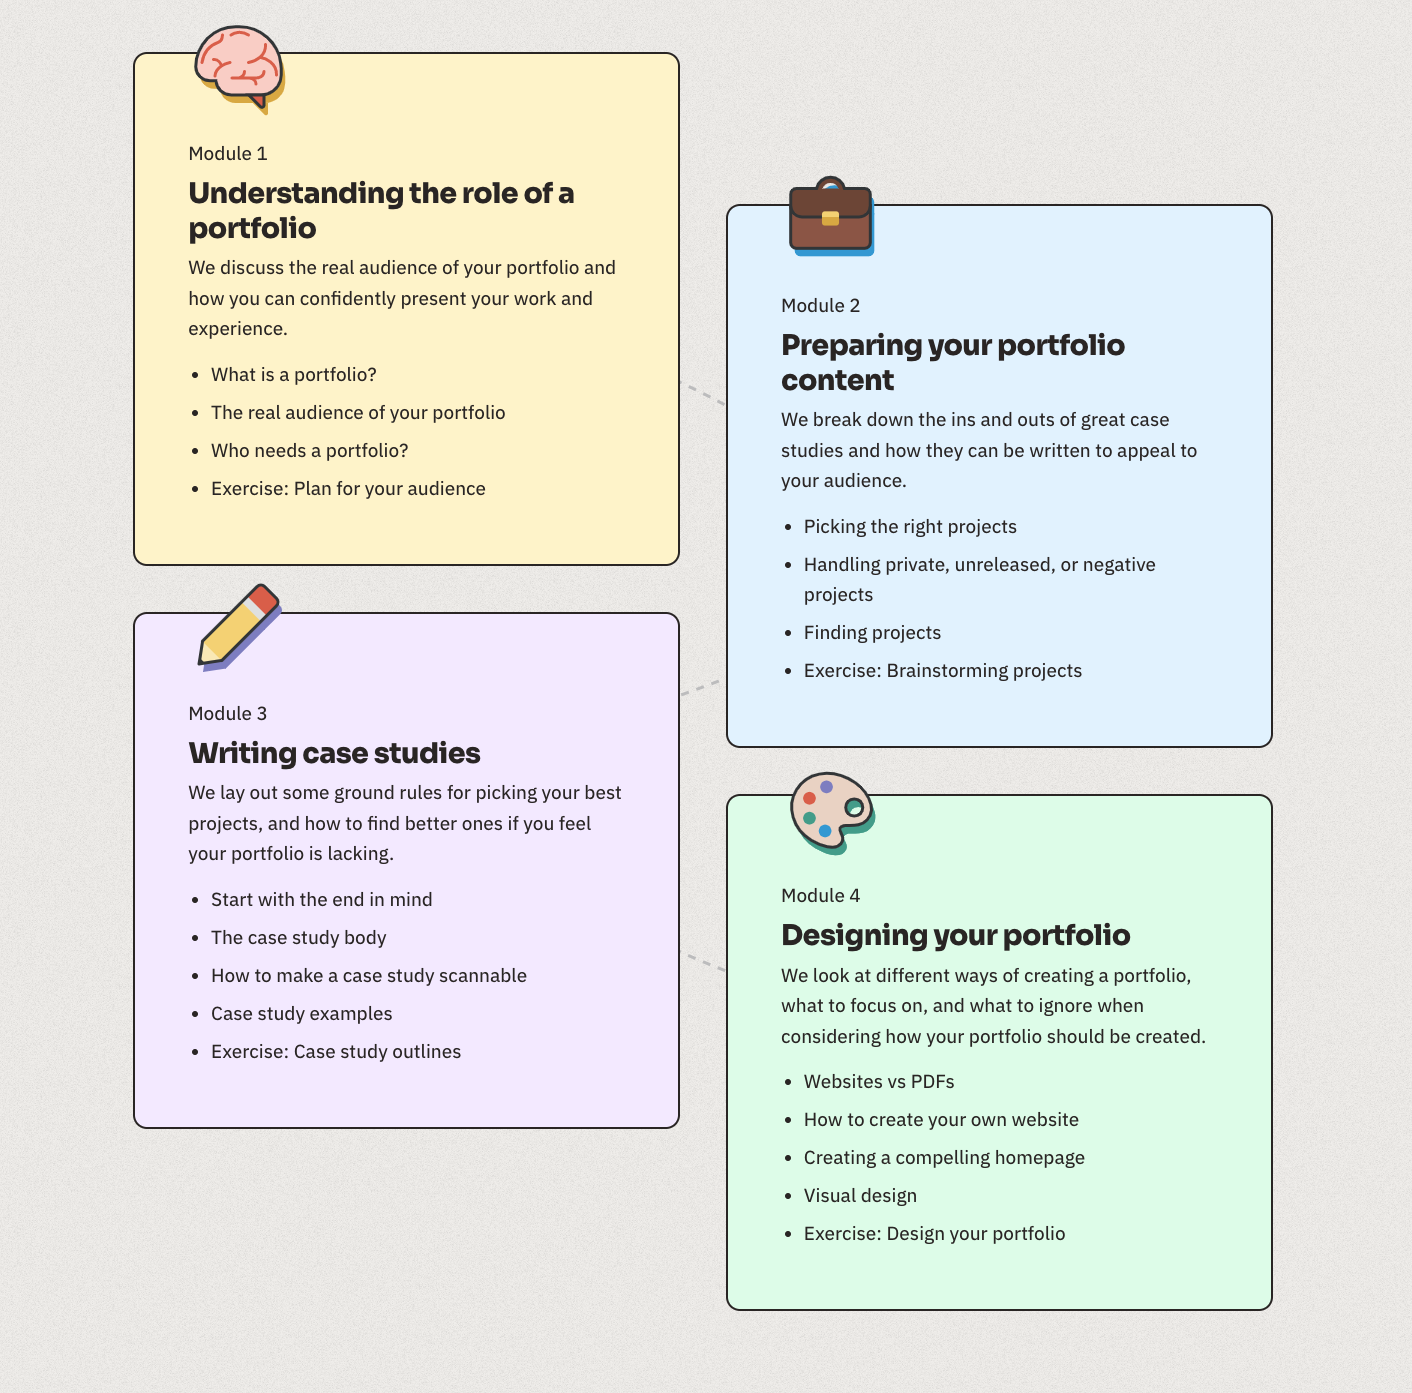 Module 1
Understanding the role of a
portfolio
We discuss the real audience of your portfolio and
how you can confidently present your work and
experience.
• What is a portfolio?
• The real audience of your portfolio
• Who needs a portfolio?
• Exercise: Plan for your audience
Module 2
Preparing your portfolio
content
We break down the ins and outs of great case
studies and how they can be written to appeal to
your audience.
• Picking the right projects
• Handling private, unreleased, or negative
projects
• Finding projects
• Exercise: Brainstorming projects
Module 3
Writing case studies
We lay out some ground rules for picking your best
projects, and how to find better ones if you feel
your portfolio is lacking.
• Start with the end in mind
• The case study body
• How to make a case study scannable
• Case study examples
• Exercise: Case study outlines
Module 4
Designing your portfolio
We look at different ways of creating a portfolio,
what to focus on, and what to ignore when
considering how your portfolio should be created.
• Websites vs PDFs
• How to create your own website
• Creating a compelling homepage
• Visual design
• Exercise: Design your portfolio